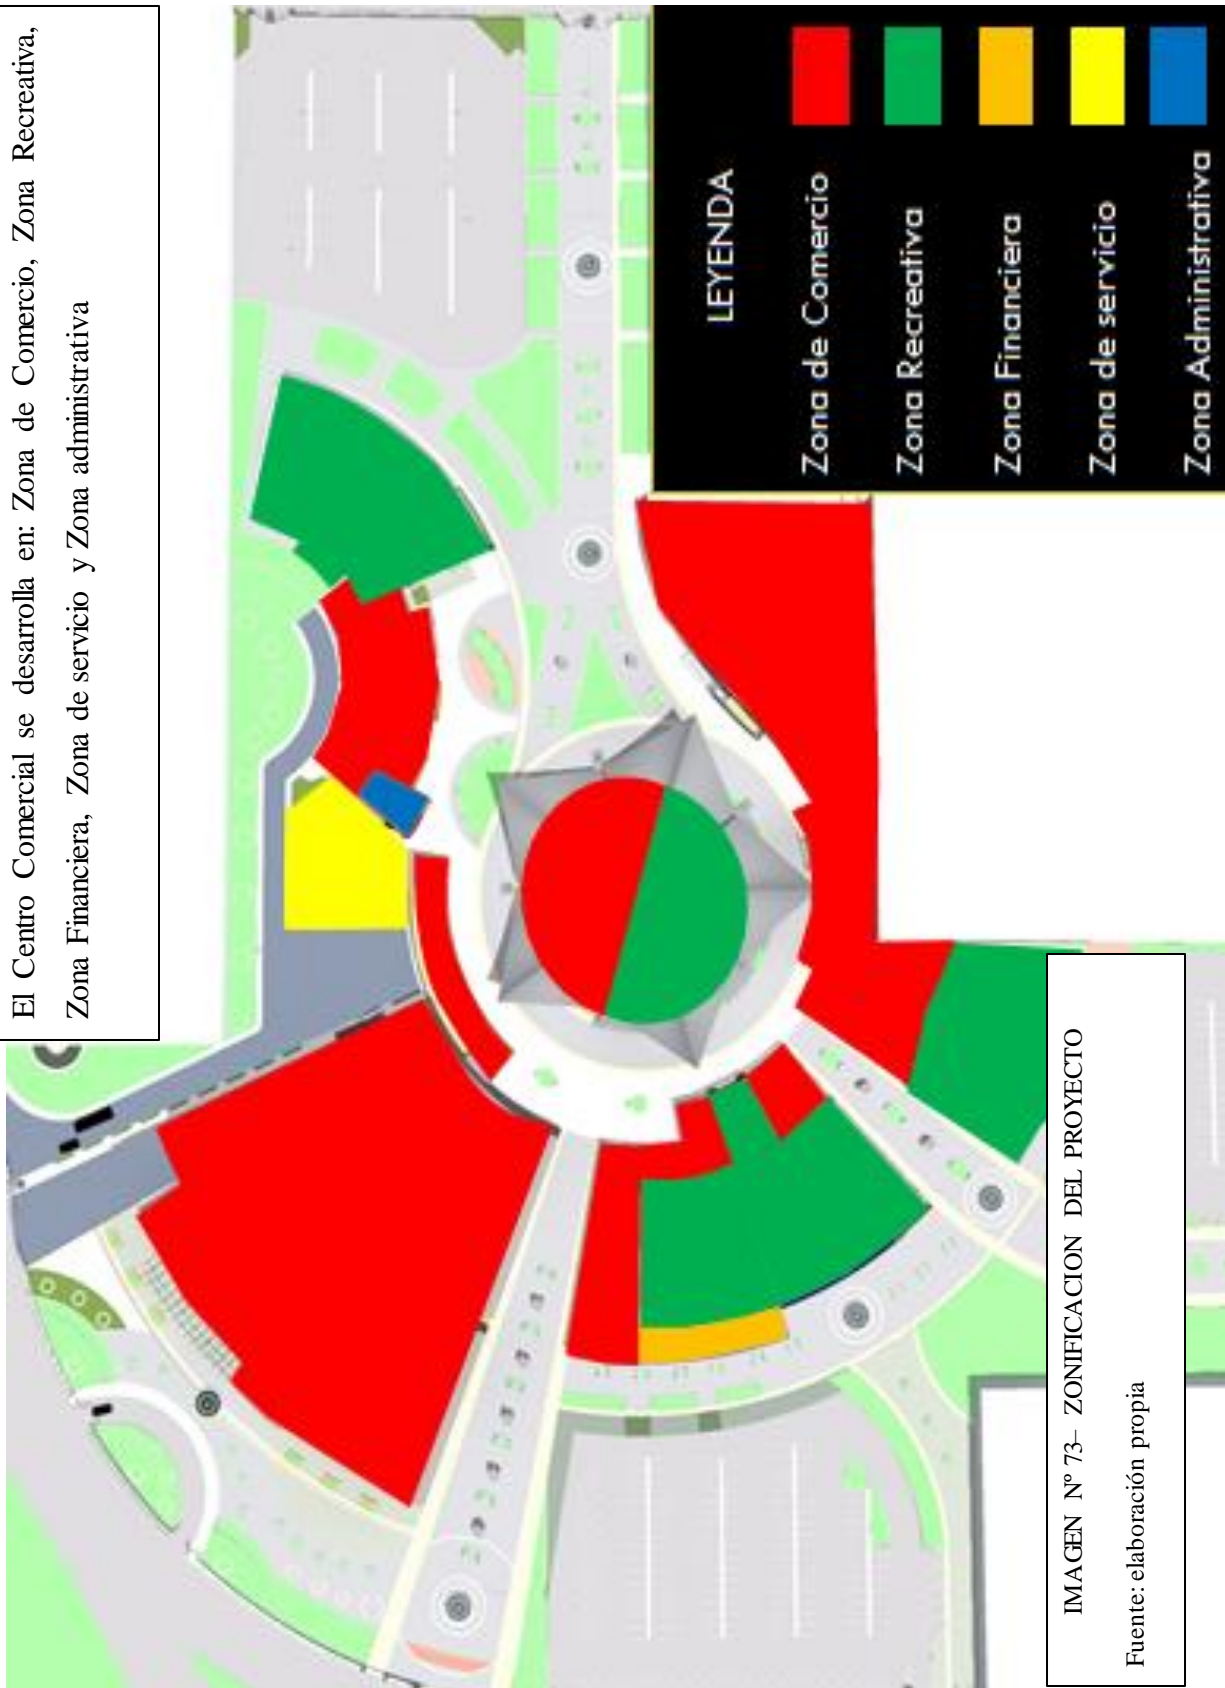 El Centro Comercial se desarrolla en: Zona de Comercio, Zona Recreativa,
Zona Financiera, Zona de servicio y Zona administrativa
LEYENDA
Zona de Comercio
Zona Recreativa
Zona Financiera
Zona de servicio
Zona Administrativa
IMAGEN Nº 73– ZONIFICACION DEL PROYECTO
Fuente: elaboración propia